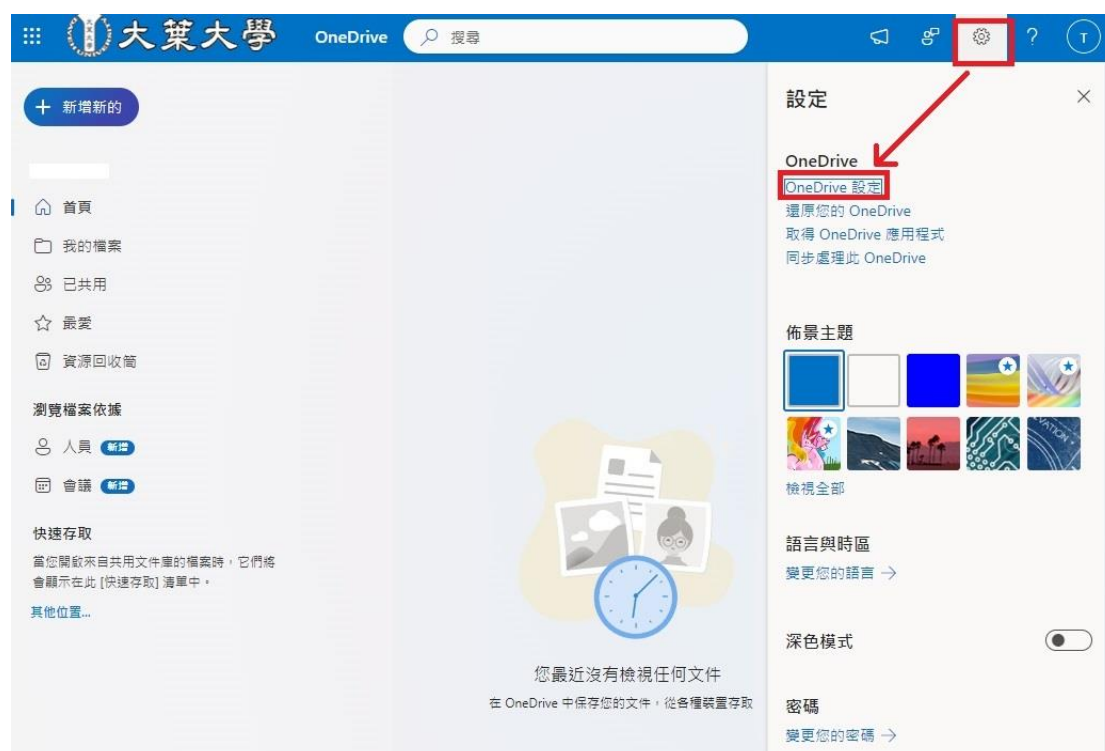 大葉大學 OneDrive 搜尋 ? T
+ 新增新的
首頁
我的檔案
已共用
最愛
資源回收筒
瀏覽檔案依據
人員 新增
會議 新增
快速存取
當您開啟來自共用文件庫的檔案時，它們將
會顯示在此 [快速存取] 清單中。
其他位置...
您最近沒有檢視任何文件
在 OneDrive 中保存您的文件，從各種裝置存取
設定
OneDrive
OneDrive 設定
還原您的 OneDrive
取得 OneDrive 應用程式
同步處理此 OneDrive
佈景主題
檢視全部
語言與時區
變更您的語言 →
深色模式
密碼
變更您的密碼 →